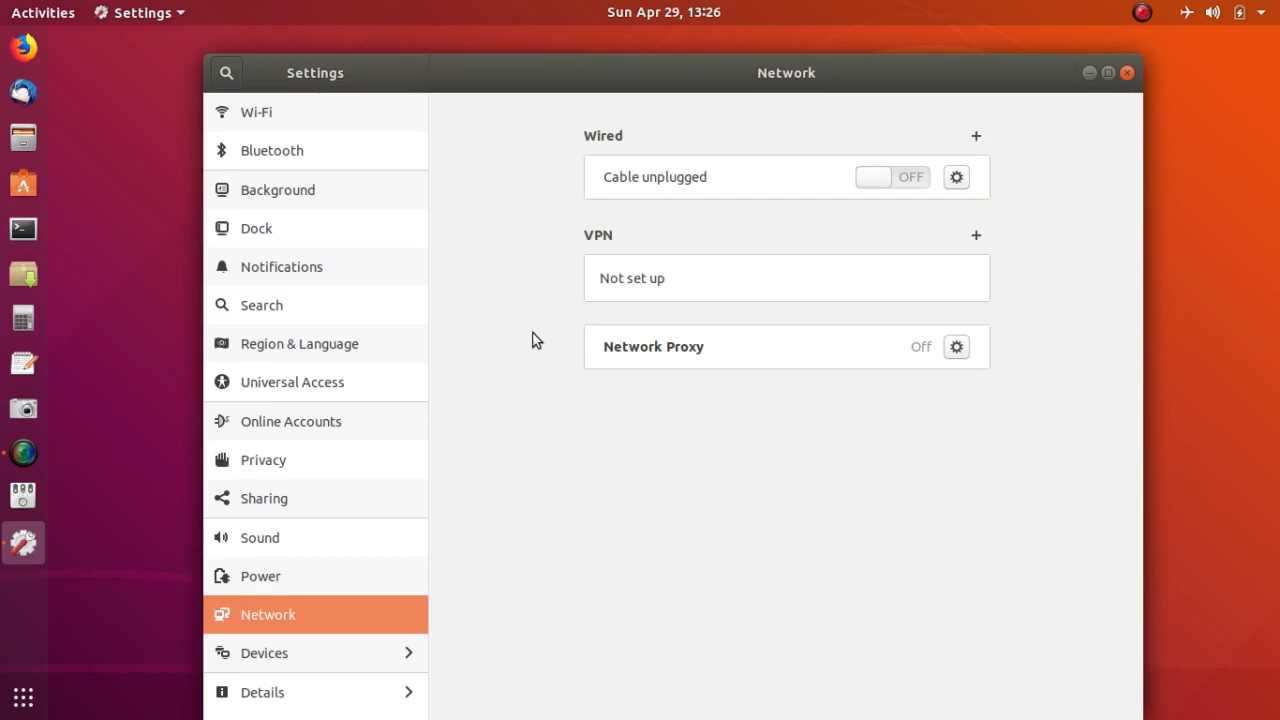 Activities Settings Sun Apr 29, 13:26
Settings Network
Wi-Fi
Bluetooth
Background
Dock
Notifications
Search
Region & Language
Universal Access
Online Accounts
Privacy
Sharing
Sound
Power
Network
Devices
Details
Wired
Cable unplugged OFF
VPN
Not set up
Network Proxy Off